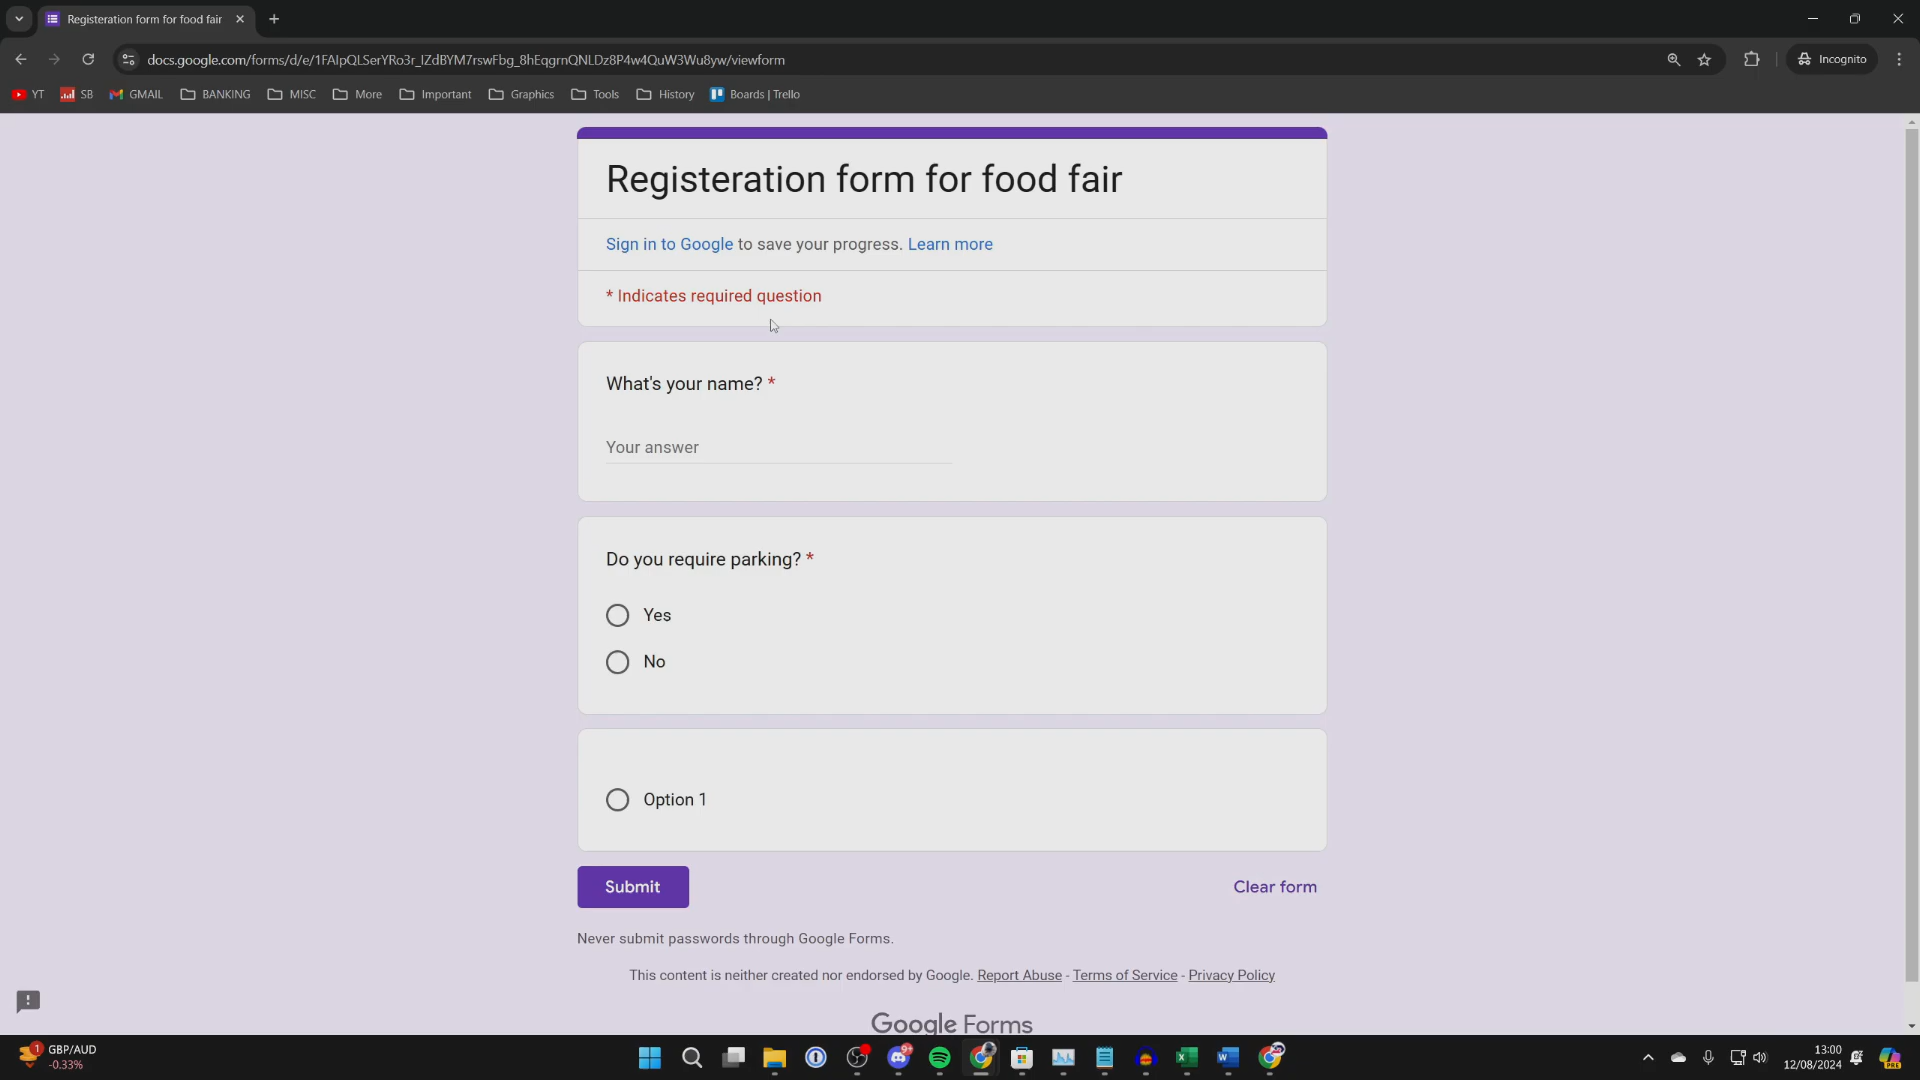 Registeration form for food fair
docs.google.com/forms/d/e/1FAIpQLSerYRo3r_IZdBYM7rswFbg_8hEqgrnQNLDz8P4w4QuW3Wu8yw/viewform
Incognito
YT SB GMAIL BANKING MISC More Important Graphics Tools History Boards | Trello
Registeration form for food fair
Sign in to Google to save your progress. Learn more
* Indicates required question
What's your name? *
Your answer
Do you require parking? *
Yes
No
Option 1
Submit Clear form
Never submit passwords through Google Forms.
This content is neither created nor endorsed by Google. Report Abuse - Terms of Service - Privacy Policy
Google Forms
1 GBP/AUD
-0.33%
9+
13:00
12/08/2024
PRE